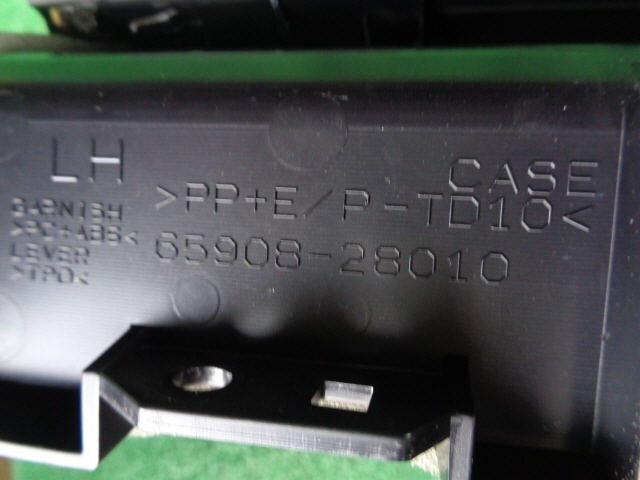 LH
CASE
>PP+E/P-TD10<
GARNISH
>PC+ABS<
LEVER
>TPO<
65908-28010